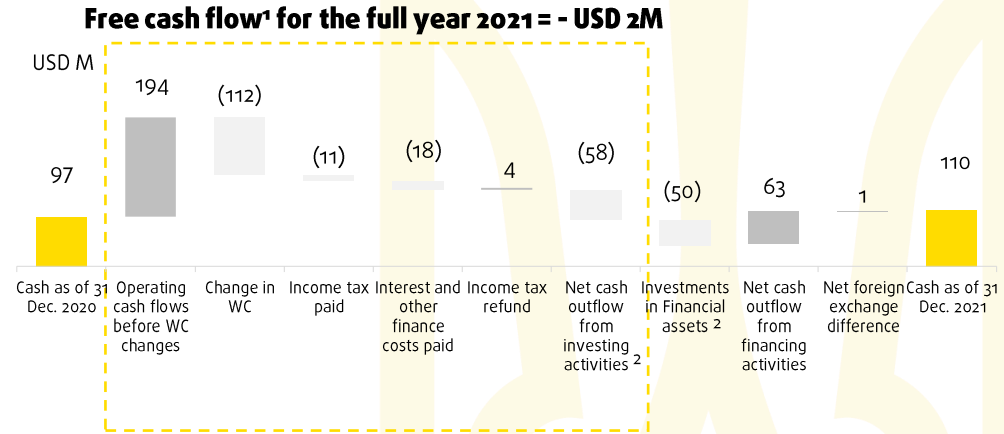 Free cash flow¹ for the full year 2021 = - USD 2M
USD M
97
194
(112)
(11)
(18)
4
(58)
(50)
63
1
110
Cash as of 31
Dec. 2020
Operating
cash flows
before WC
changes
Change in
WC
Income tax
paid
Interest and
other
finance
costs paid
Income tax
refund
Net cash
outflow
from
investing
activities ²
Investments
in Financial
assets ²
Net cash
outflow
from
financing
activities
Net foreign
exchange
difference
Cash as of 31
Dec. 2021